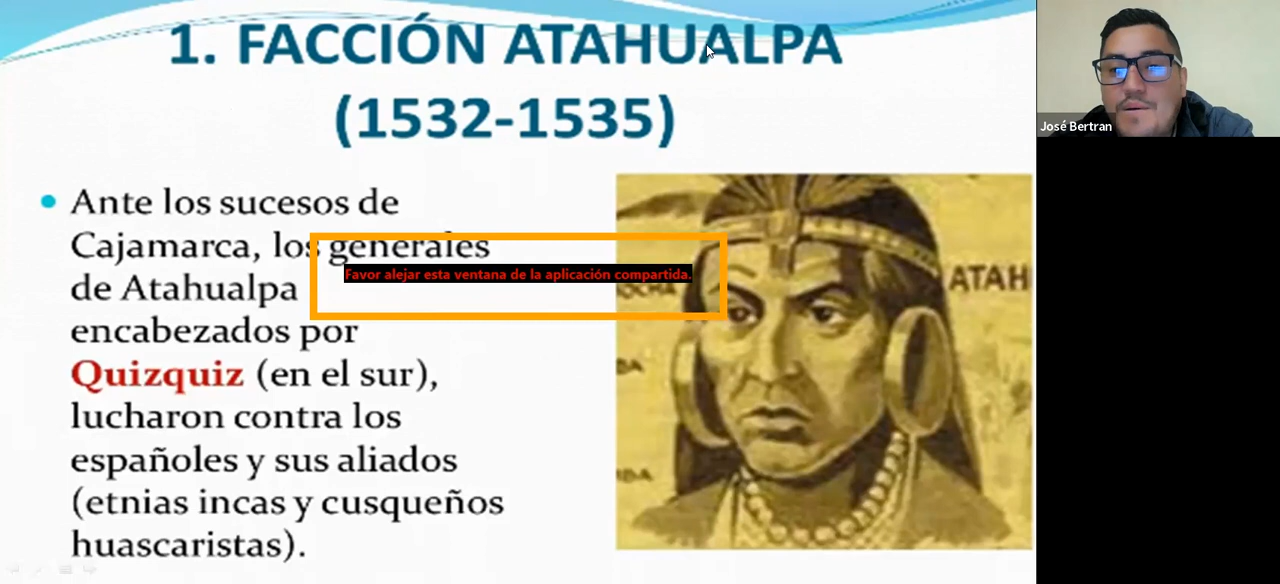 1. FACCIÓN ATAHUALPA
(1532-1535)
Ante los sucesos de
Cajamarca, los generales
de Atahualpa
encabezados por
Quizquiz (en el sur),
lucharon contra los
españoles y sus aliados
(etnias incas y cusqueños
huascaristas).
Favor alejar esta ventana de la aplicación compartida.
ATAH
José Bertran